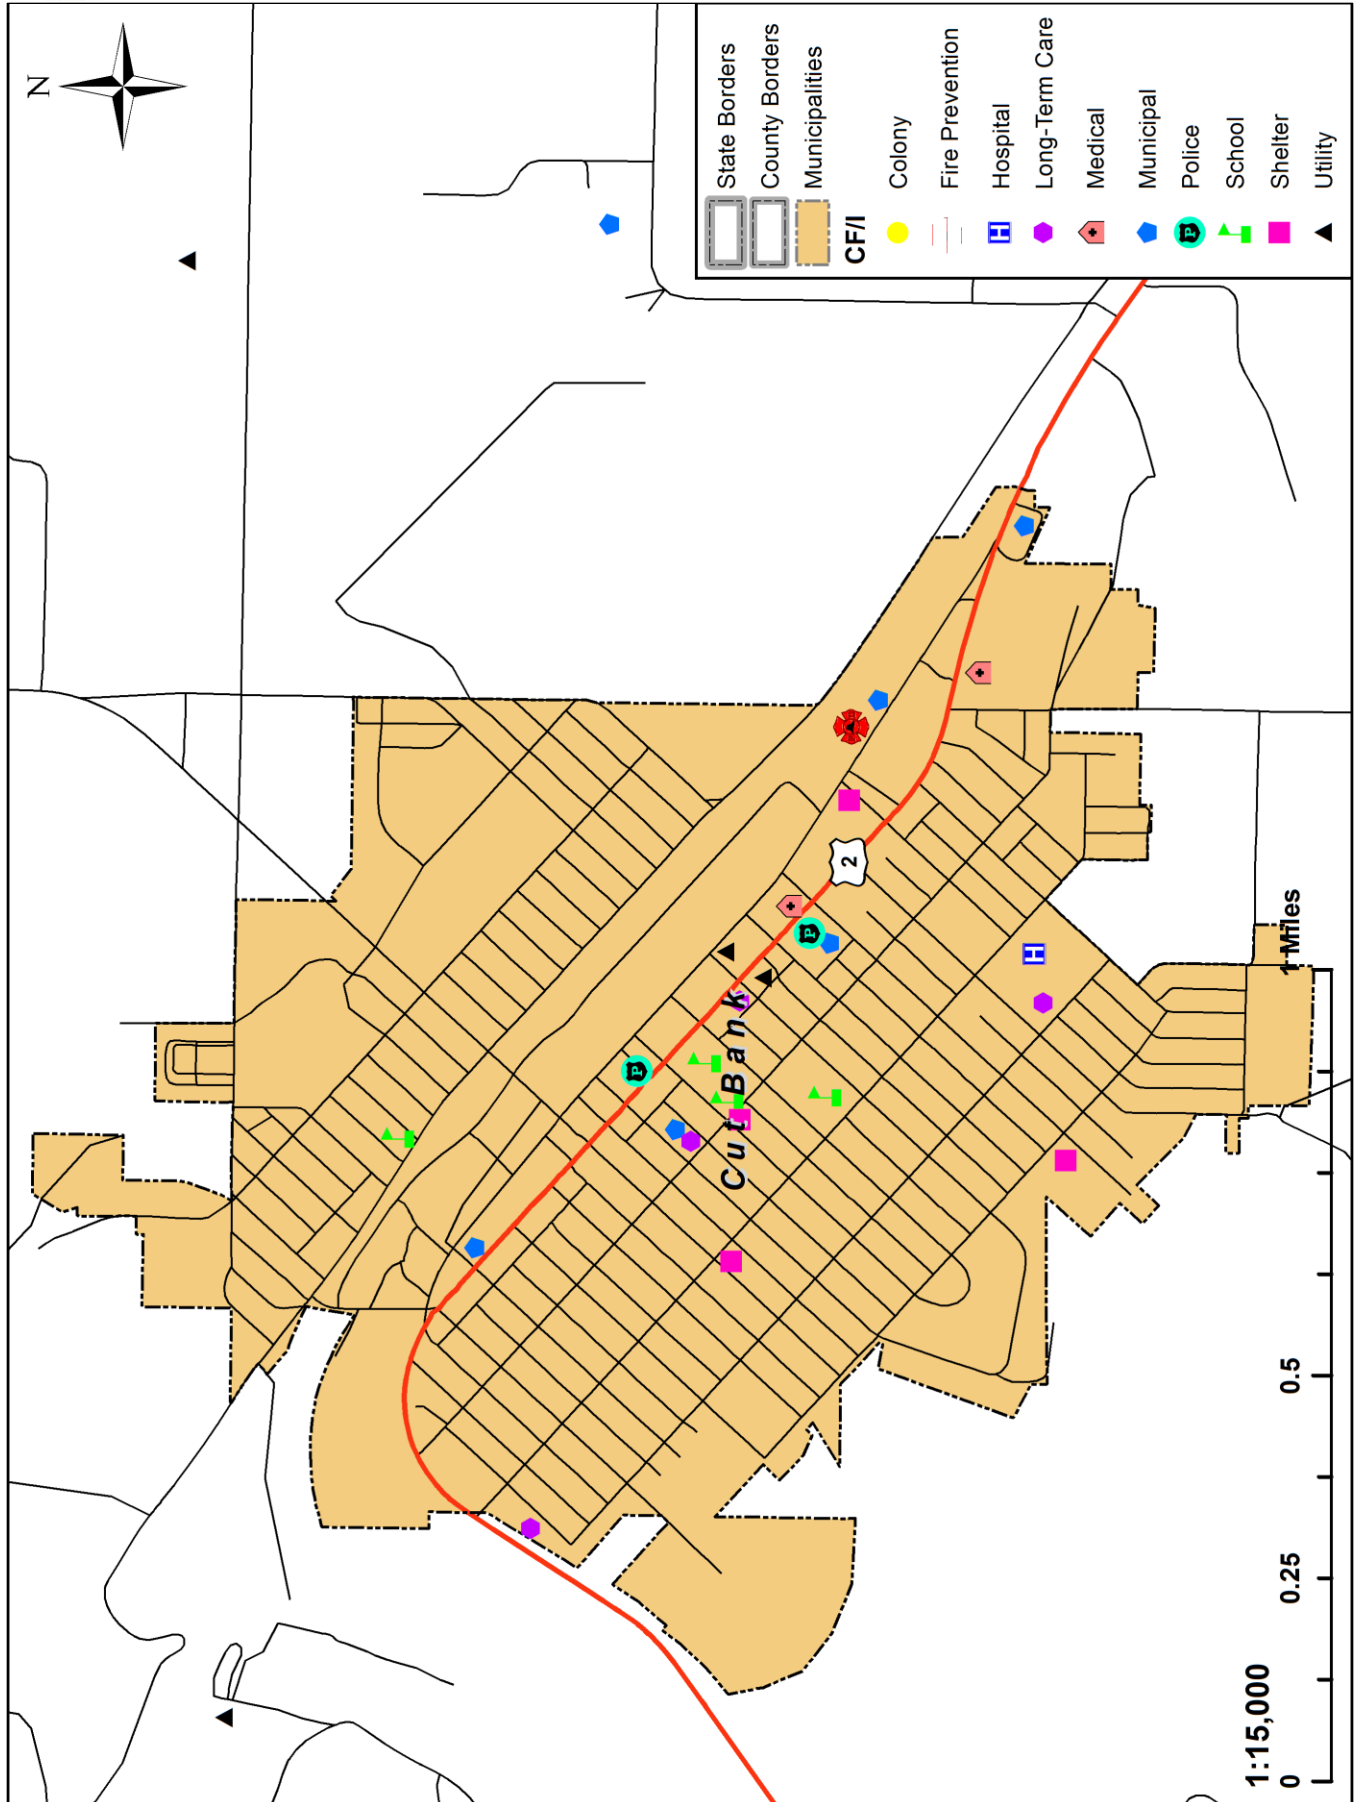 N
State Borders
County Borders
Municipalities
CF/I
Colony
Fire Prevention
Hospital
Long-Term Care
Medical
Municipal
Police
School
Shelter
Utility
H
P
H
P
P
2
Cut Bank
1:15,000
0 0.25 0.5 1 Miles